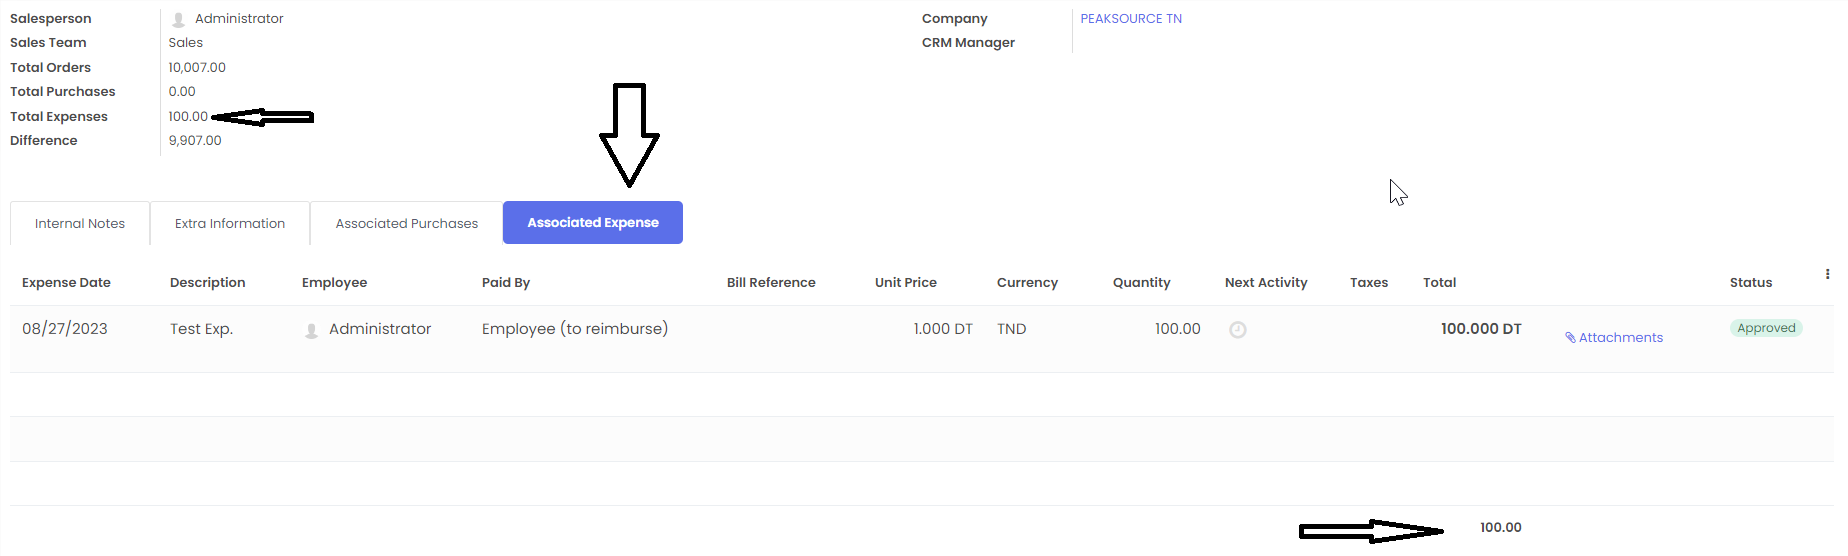 Salesperson Administrator Company PEAKSOURCE TN
Sales Team Sales CRM Manager
Total Orders 10,007.00
Total Purchases 0.00
Total Expenses 100.00
Difference 9,907.00
Internal Notes Extra Information Associated Purchases Associated Expense
Expense Date Description Employee Paid By Bill Reference Unit Price Currency Quantity Next Activity Taxes Total Status
08/27/2023 Test Exp. Administrator Employee (to reimburse) 1.000 DT TND 100.00 100.000 DT Attachments Approved
100.00